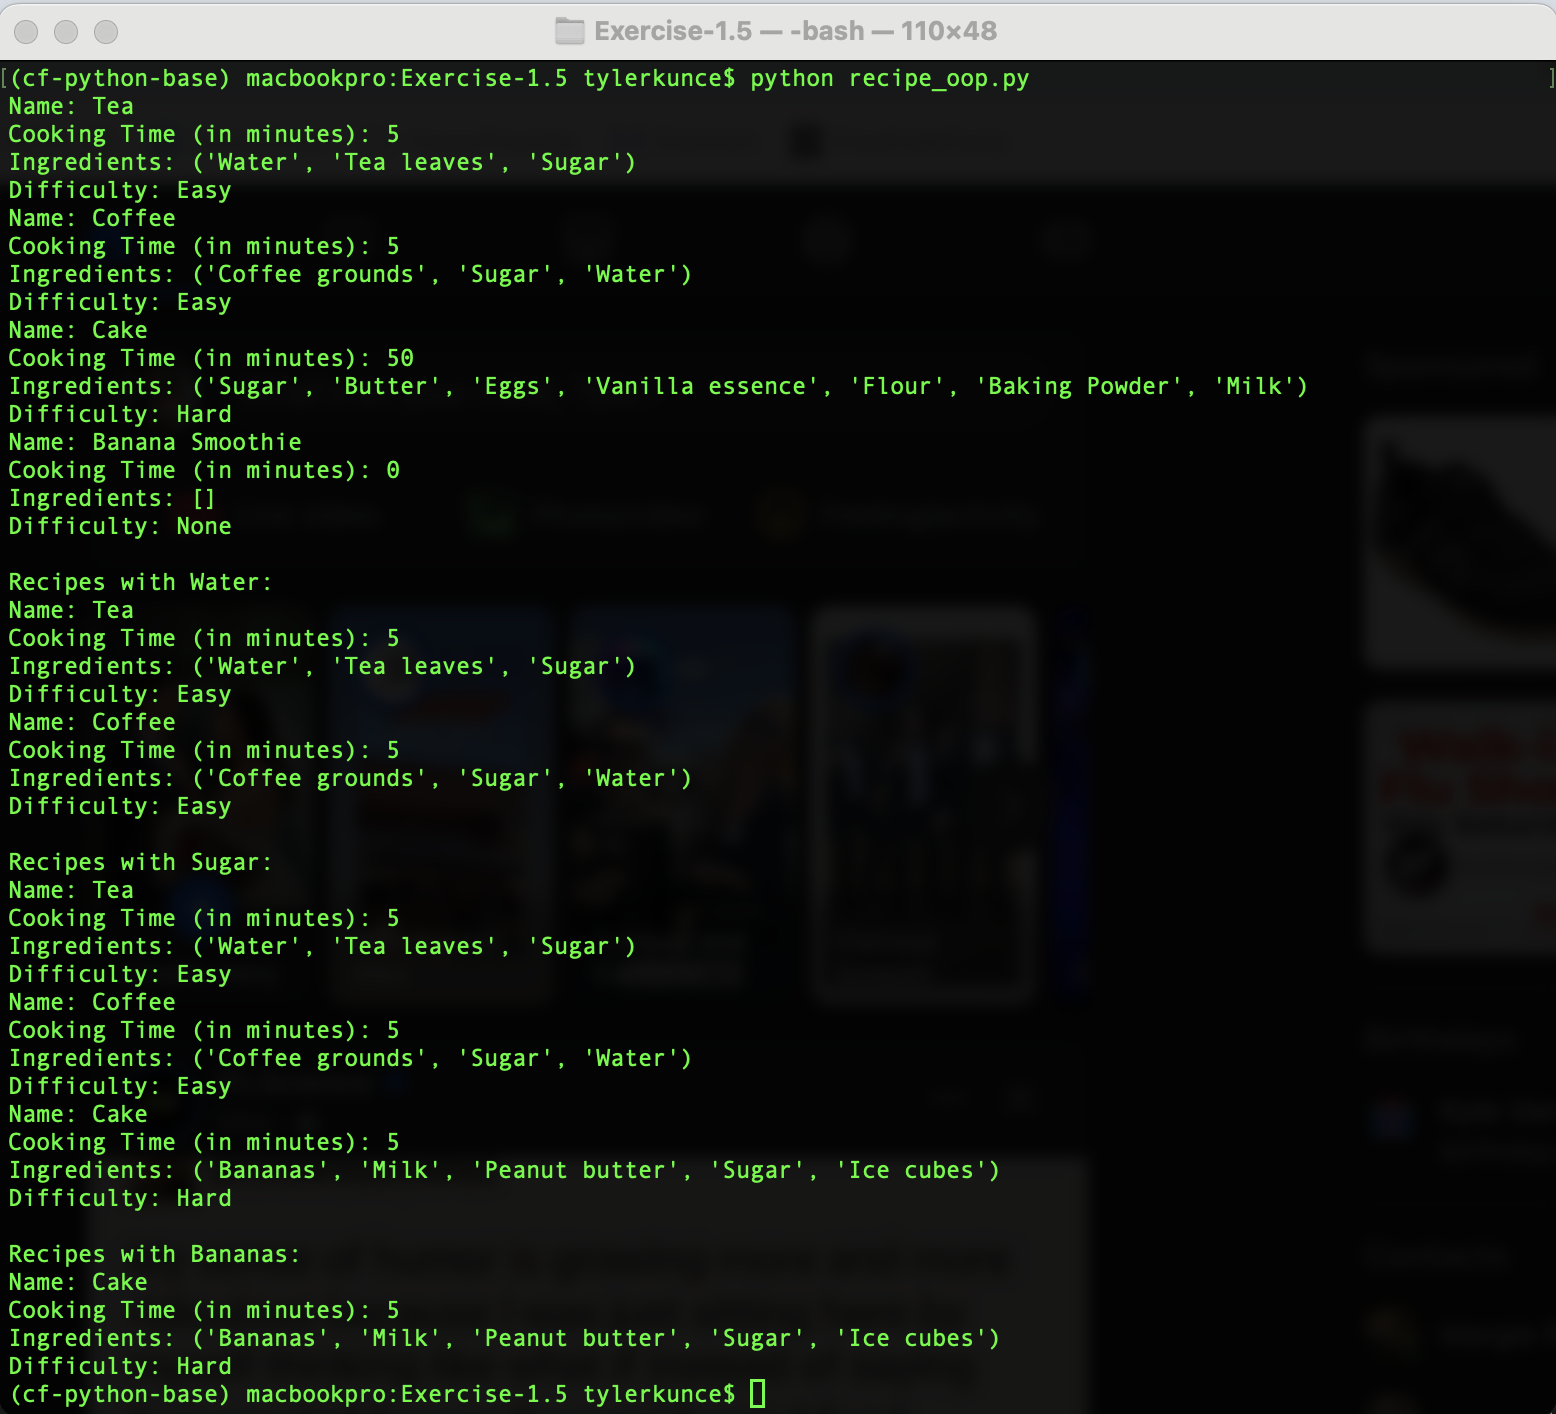 Exercise-1.5 — -bash — 110×48
[(cf-python-base) macbookpro:Exercise-1.5 tylerkunce$ python recipe_oop.py ]
Name: Tea
Cooking Time (in minutes): 5
Ingredients: ('Water', 'Tea leaves', 'Sugar')
Difficulty: Easy
Name: Coffee
Cooking Time (in minutes): 5
Ingredients: ('Coffee grounds', 'Sugar', 'Water')
Difficulty: Easy
Name: Cake
Cooking Time (in minutes): 50
Ingredients: ('Sugar', 'Butter', 'Eggs', 'Vanilla essence', 'Flour', 'Baking Powder', 'Milk')
Difficulty: Hard
Name: Banana Smoothie
Cooking Time (in minutes): 0
Ingredients: []
Difficulty: None
Recipes with Water:
Name: Tea
Cooking Time (in minutes): 5
Ingredients: ('Water', 'Tea leaves', 'Sugar')
Difficulty: Easy
Name: Coffee
Cooking Time (in minutes): 5
Ingredients: ('Coffee grounds', 'Sugar', 'Water')
Difficulty: Easy
Recipes with Sugar:
Name: Tea
Cooking Time (in minutes): 5
Ingredients: ('Water', 'Tea leaves', 'Sugar')
Difficulty: Easy
Name: Coffee
Cooking Time (in minutes): 5
Ingredients: ('Coffee grounds', 'Sugar', 'Water')
Difficulty: Easy
Name: Cake
Cooking Time (in minutes): 5
Ingredients: ('Bananas', 'Milk', 'Peanut butter', 'Sugar', 'Ice cubes')
Difficulty: Hard
Recipes with Bananas:
Name: Cake
Cooking Time (in minutes): 5
Ingredients: ('Bananas', 'Milk', 'Peanut butter', 'Sugar', 'Ice cubes')
Difficulty: Hard
(cf-python-base) macbookpro:Exercise-1.5 tylerkunce$